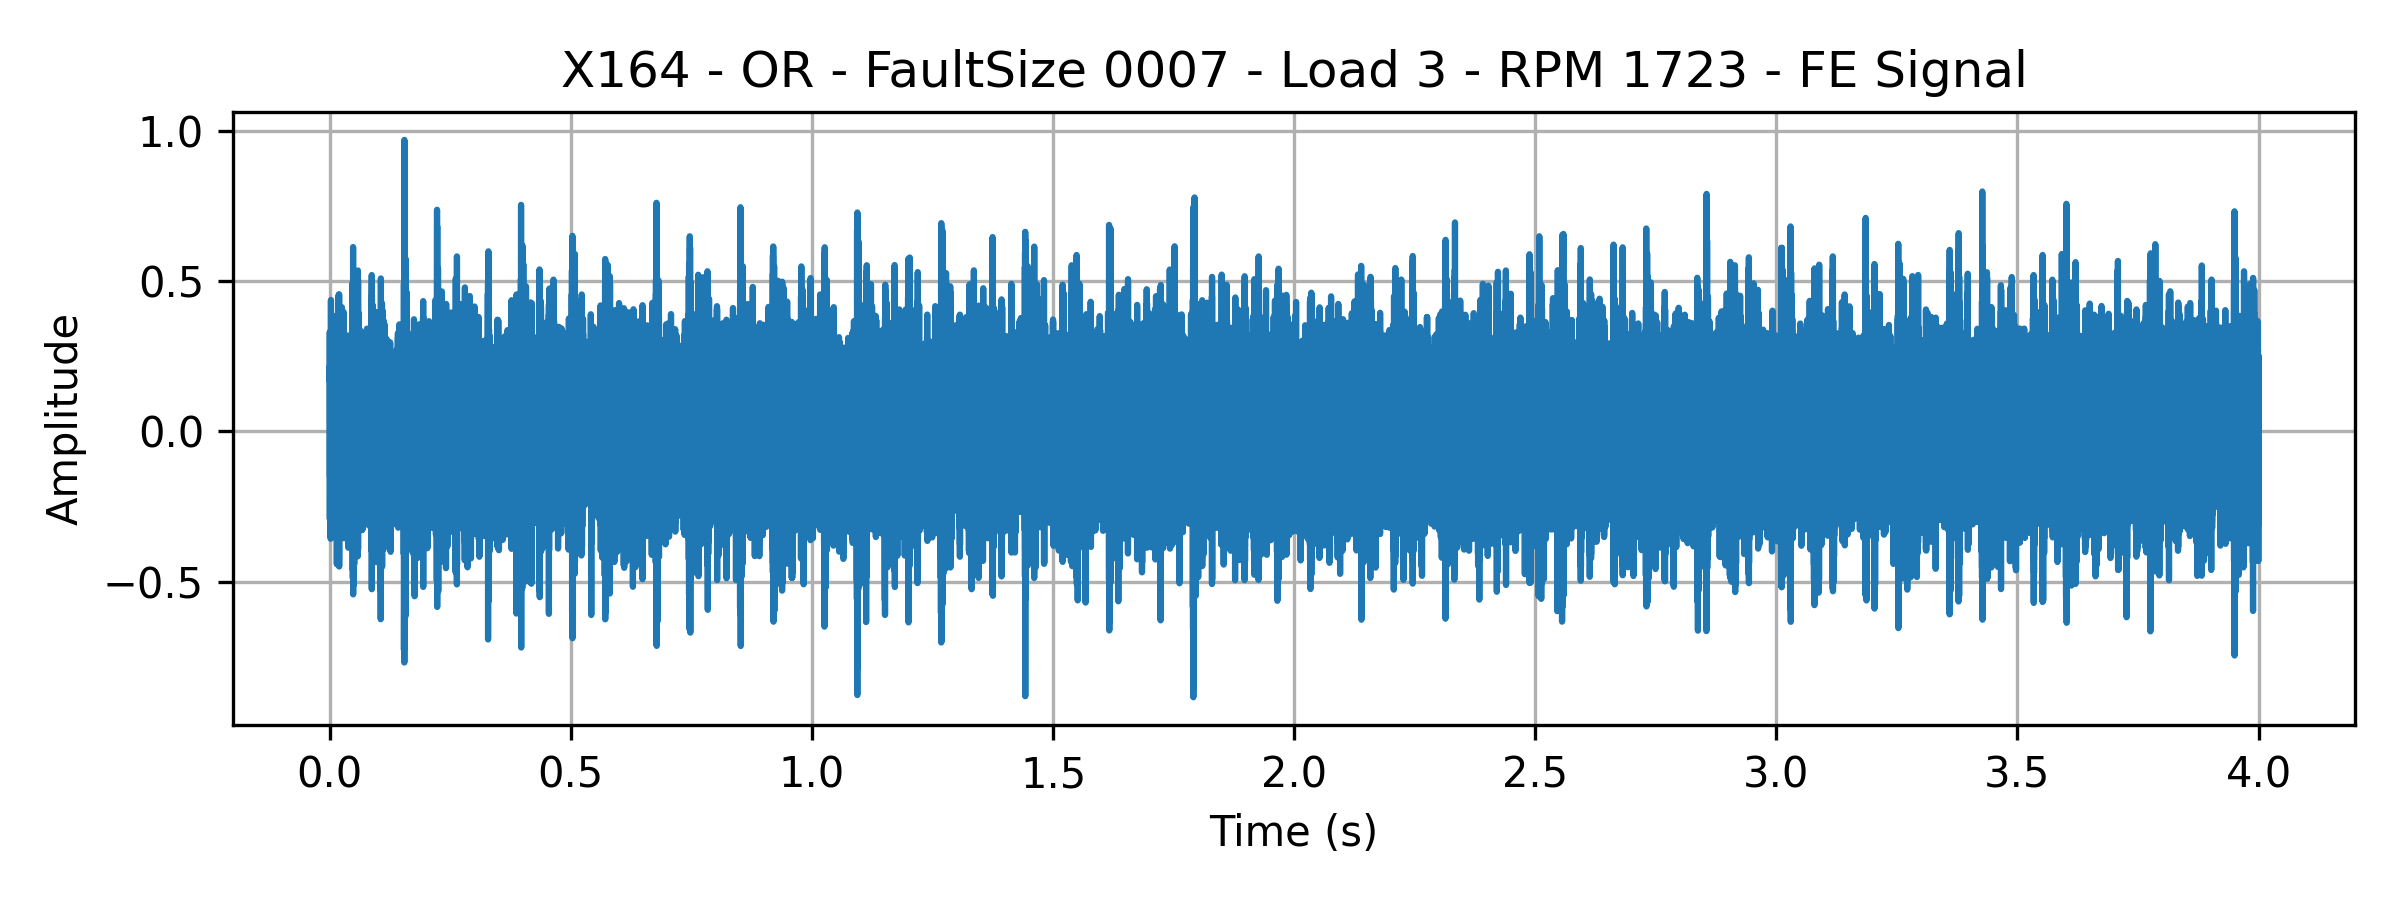 X164 - OR - FaultSize 0007 - Load 3 - RPM 1723 - FE Signal
1.0
0.5
0.0
−0.5
Amplitude
0.0 0.5 1.0 1.5 2.0 2.5 3.0 3.5 4.0
Time (s)